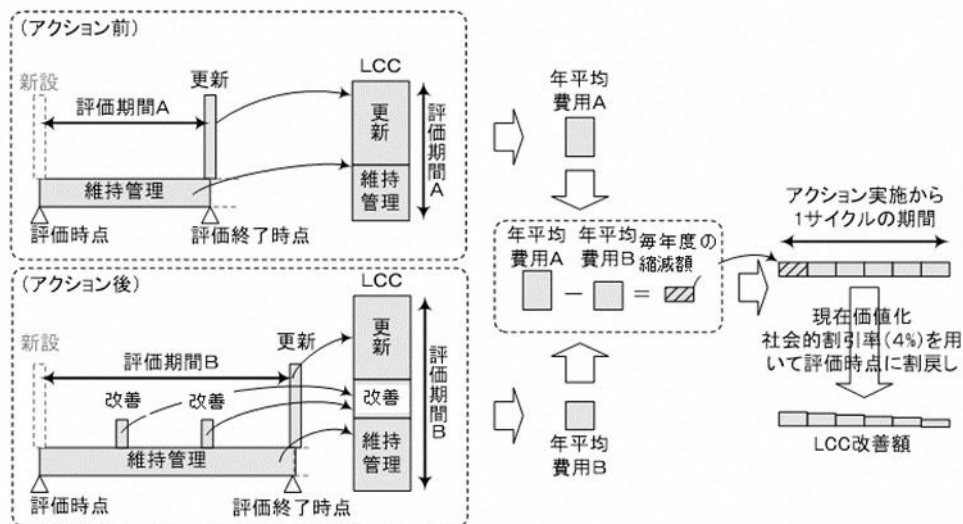 (アクション前)
新設
更新
評価期間A
維持管理
評価時点
評価終了時点
LCC
更新
維持
管理
評価期間A
(アクション後)
新設
更新
評価期間B
改善
改善
維持管理
評価時点
評価終了時点
LCC
更新
改善
維持
管理
評価期間B
年平均
費用A
年平均
費用A
年平均
費用B
毎年度の
縮減額
－
＝
年平均
費用B
アクション実施から
1サイクルの期間
現在価値化
社会的割引率(4%)を用
いて評価時点に割戻し
LCC改善額